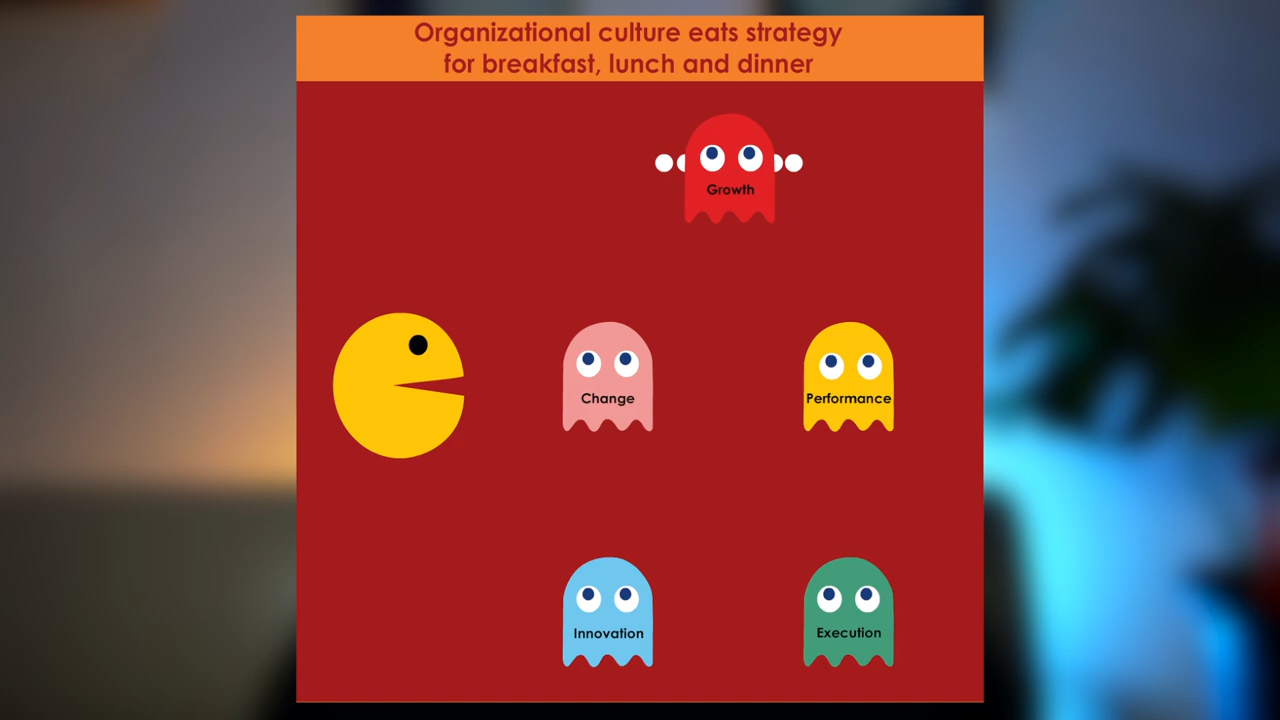 Organizational culture eats strategy
for breakfast, lunch and dinner
Growth
Change
Performance
Innovation
Execution